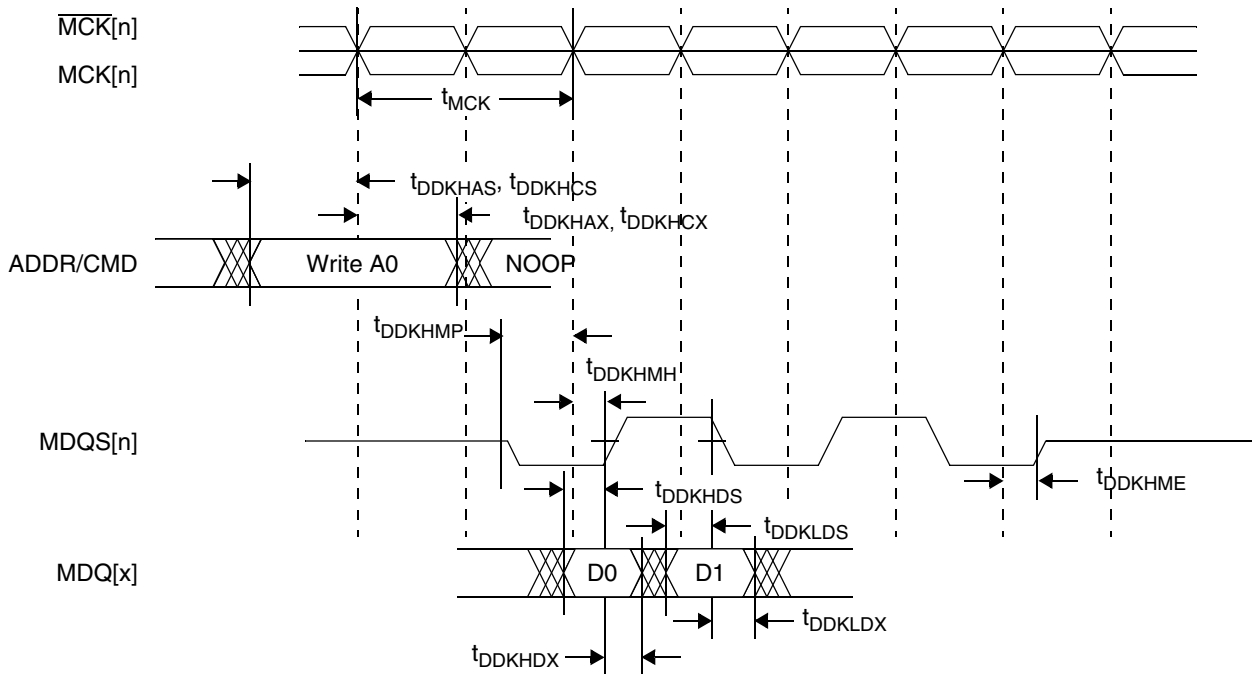 MCK[n]
MCK[n]
tMCK
tDDKHAS, tDDKHCS
tDDKHAX, tDDKHCX
ADDR/CMD
Write A0
NOOP
tDDKHMP
tDDKHMH
MDQS[n]
tDDKHME
tDDKHDS
tDDKLDS
MDQ[x]
D0
D1
tDDKLDX
tDDKHDX